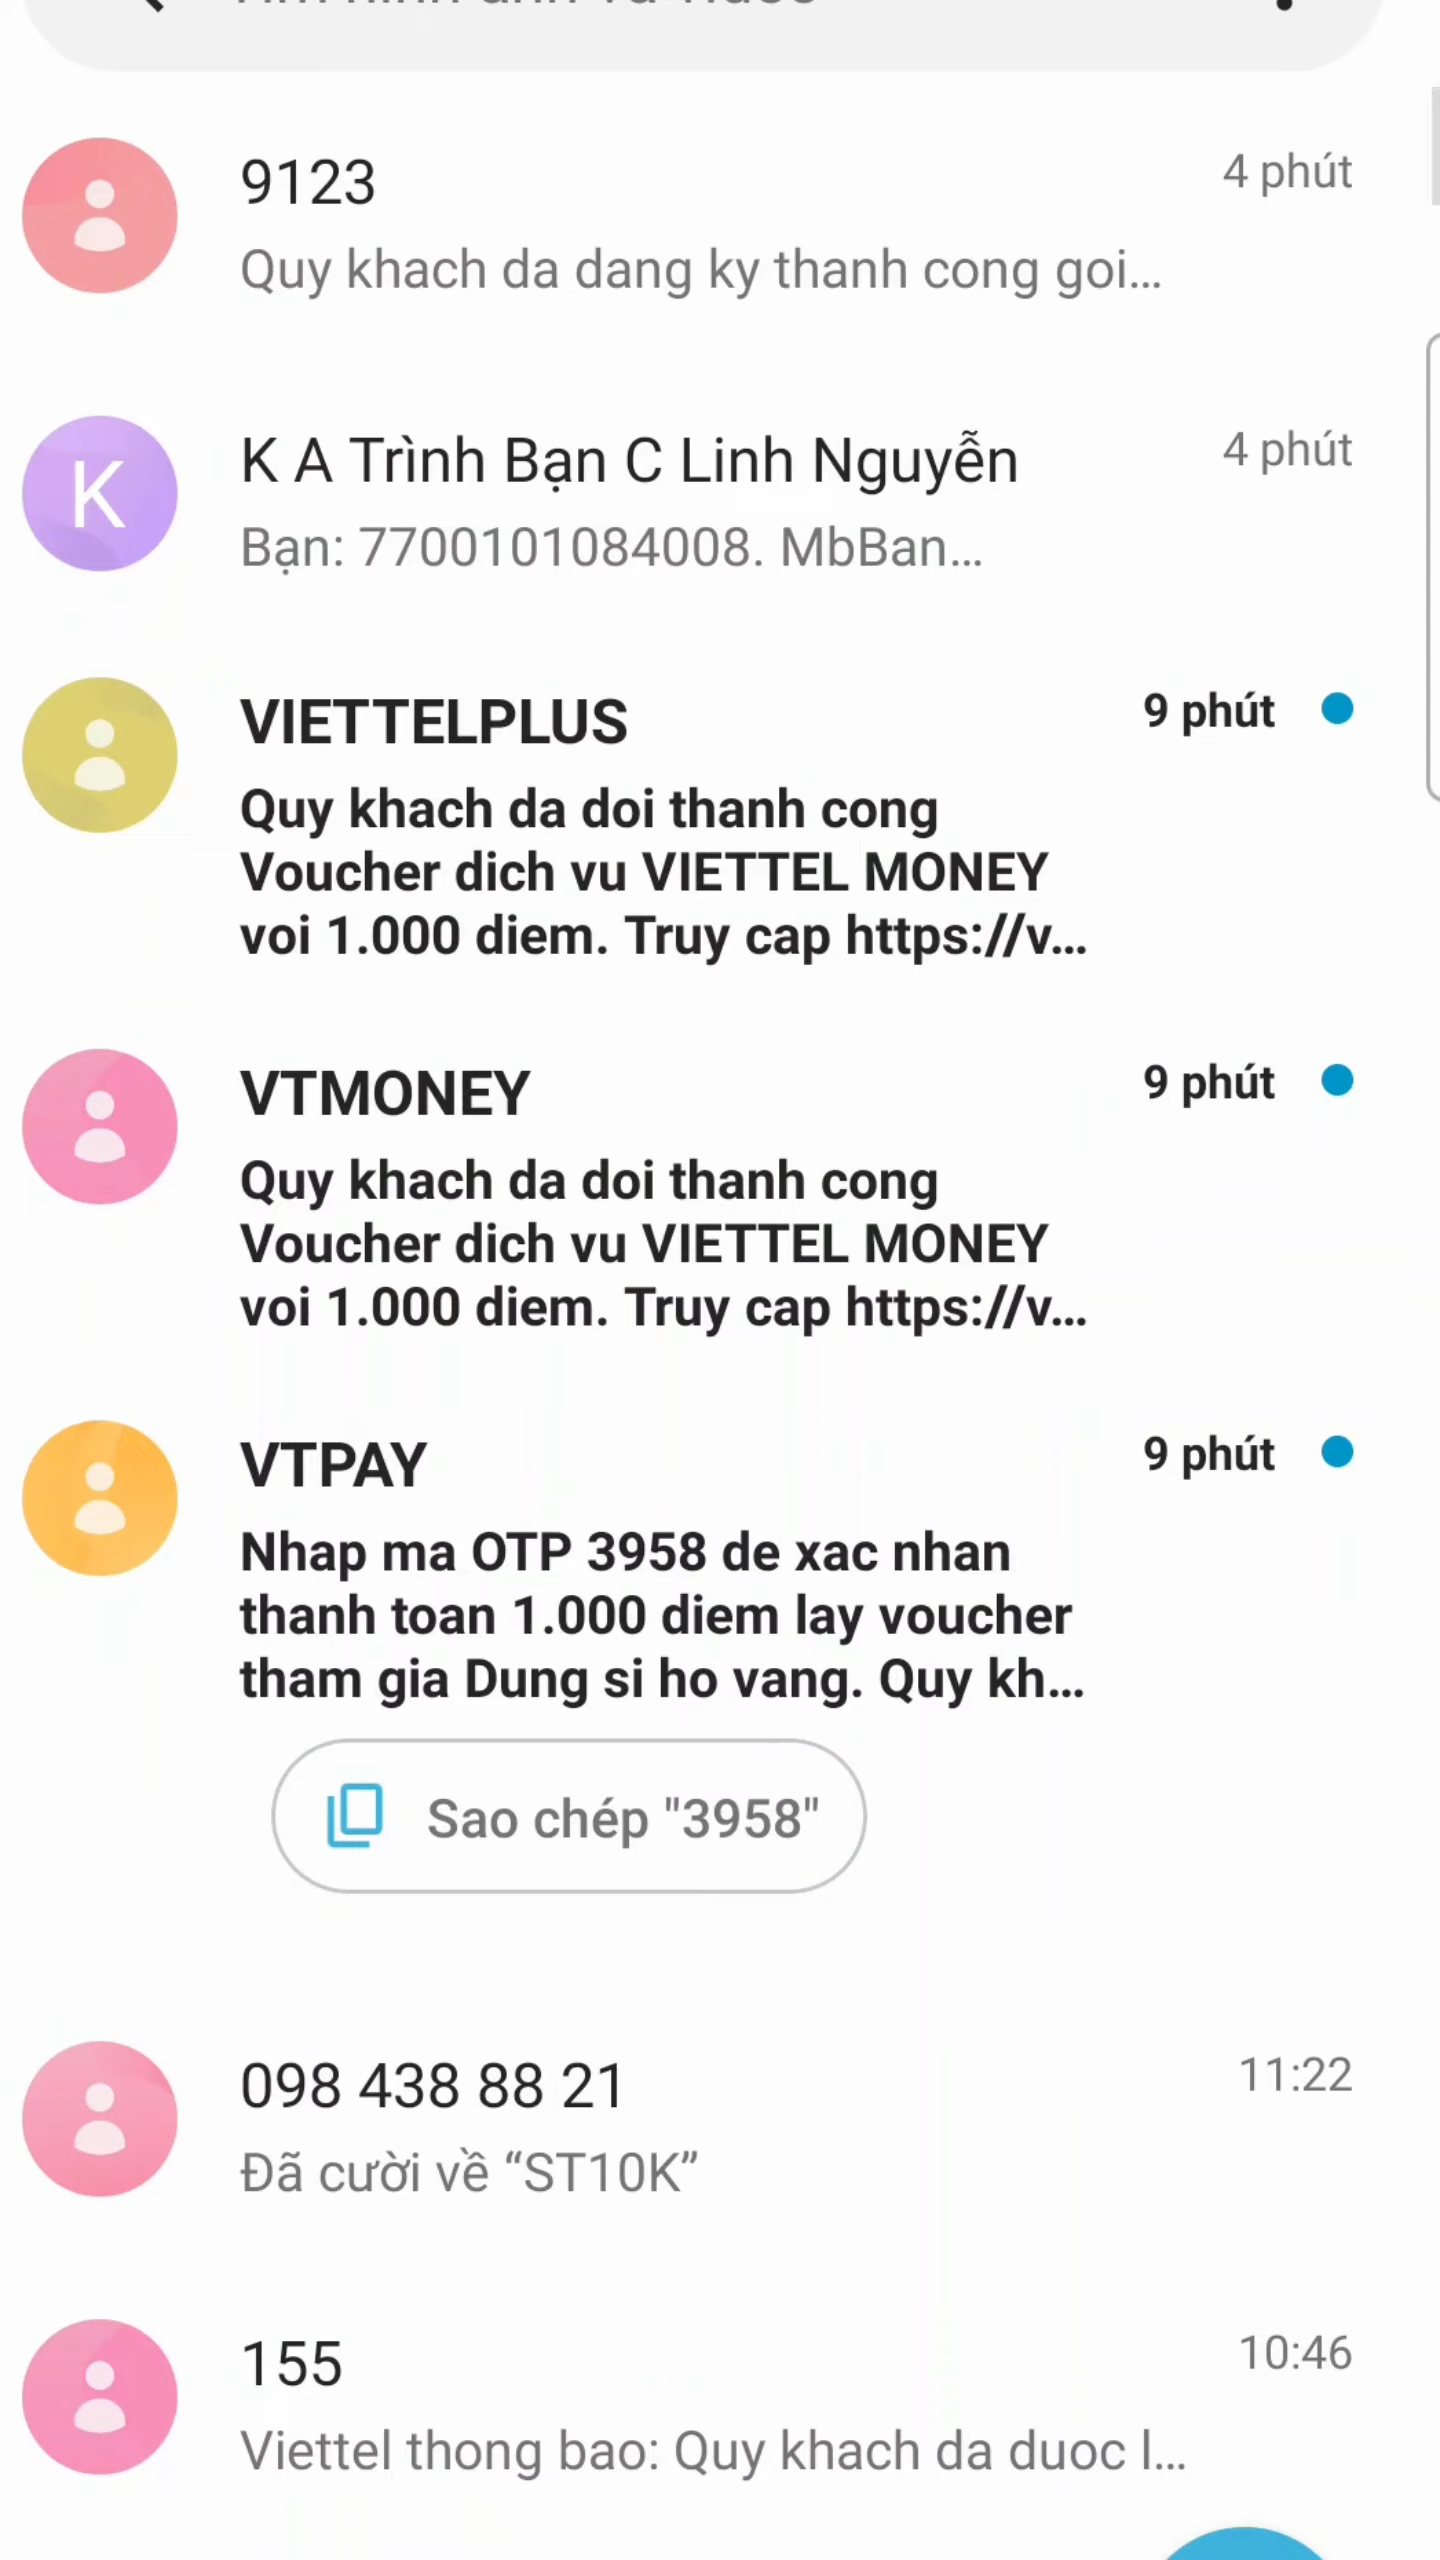 9123
4 phút
Quy khach da dang ky thanh cong goi...
K
K A Trình Bạn C Linh Nguyễn
4 phút
Bạn: 7700101084008. MbBan...
VIETTELPLUS
9 phút
Quy khach da doi thanh cong
Voucher dich vu VIETTEL MONEY
voi 1.000 diem. Truy cap https://v...
VTMONEY
9 phút
Quy khach da doi thanh cong
Voucher dich vu VIETTEL MONEY
voi 1.000 diem. Truy cap https://v...
VTPAY
9 phút
Nhap ma OTP 3958 de xac nhan
thanh toan 1.000 diem lay voucher
tham gia Dung si ho vang. Quy kh...
Sao chép "3958"
098 438 88 21
11:22
Đã cười về “ST10K”
155
10:46
Viettel thong bao: Quy khach da duoc l...